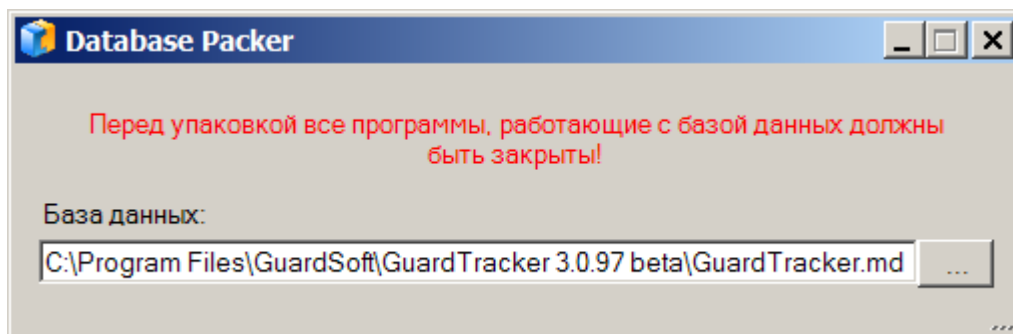 Database Packer
Перед упаковкой все программы, работающие с базой данных должны
быть закрыты!
База данных:
C:\Program Files\GuardSoft\GuardTracker 3.0.97 beta\GuardTracker.md
...